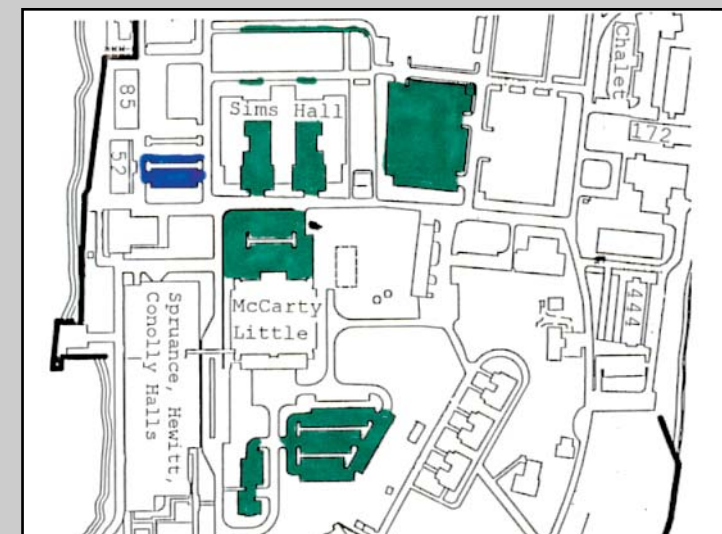 85
Sims Hall
Chalet
172
52
McCarty
Little
Spruance, Hewitt,
Conolly Halls
444